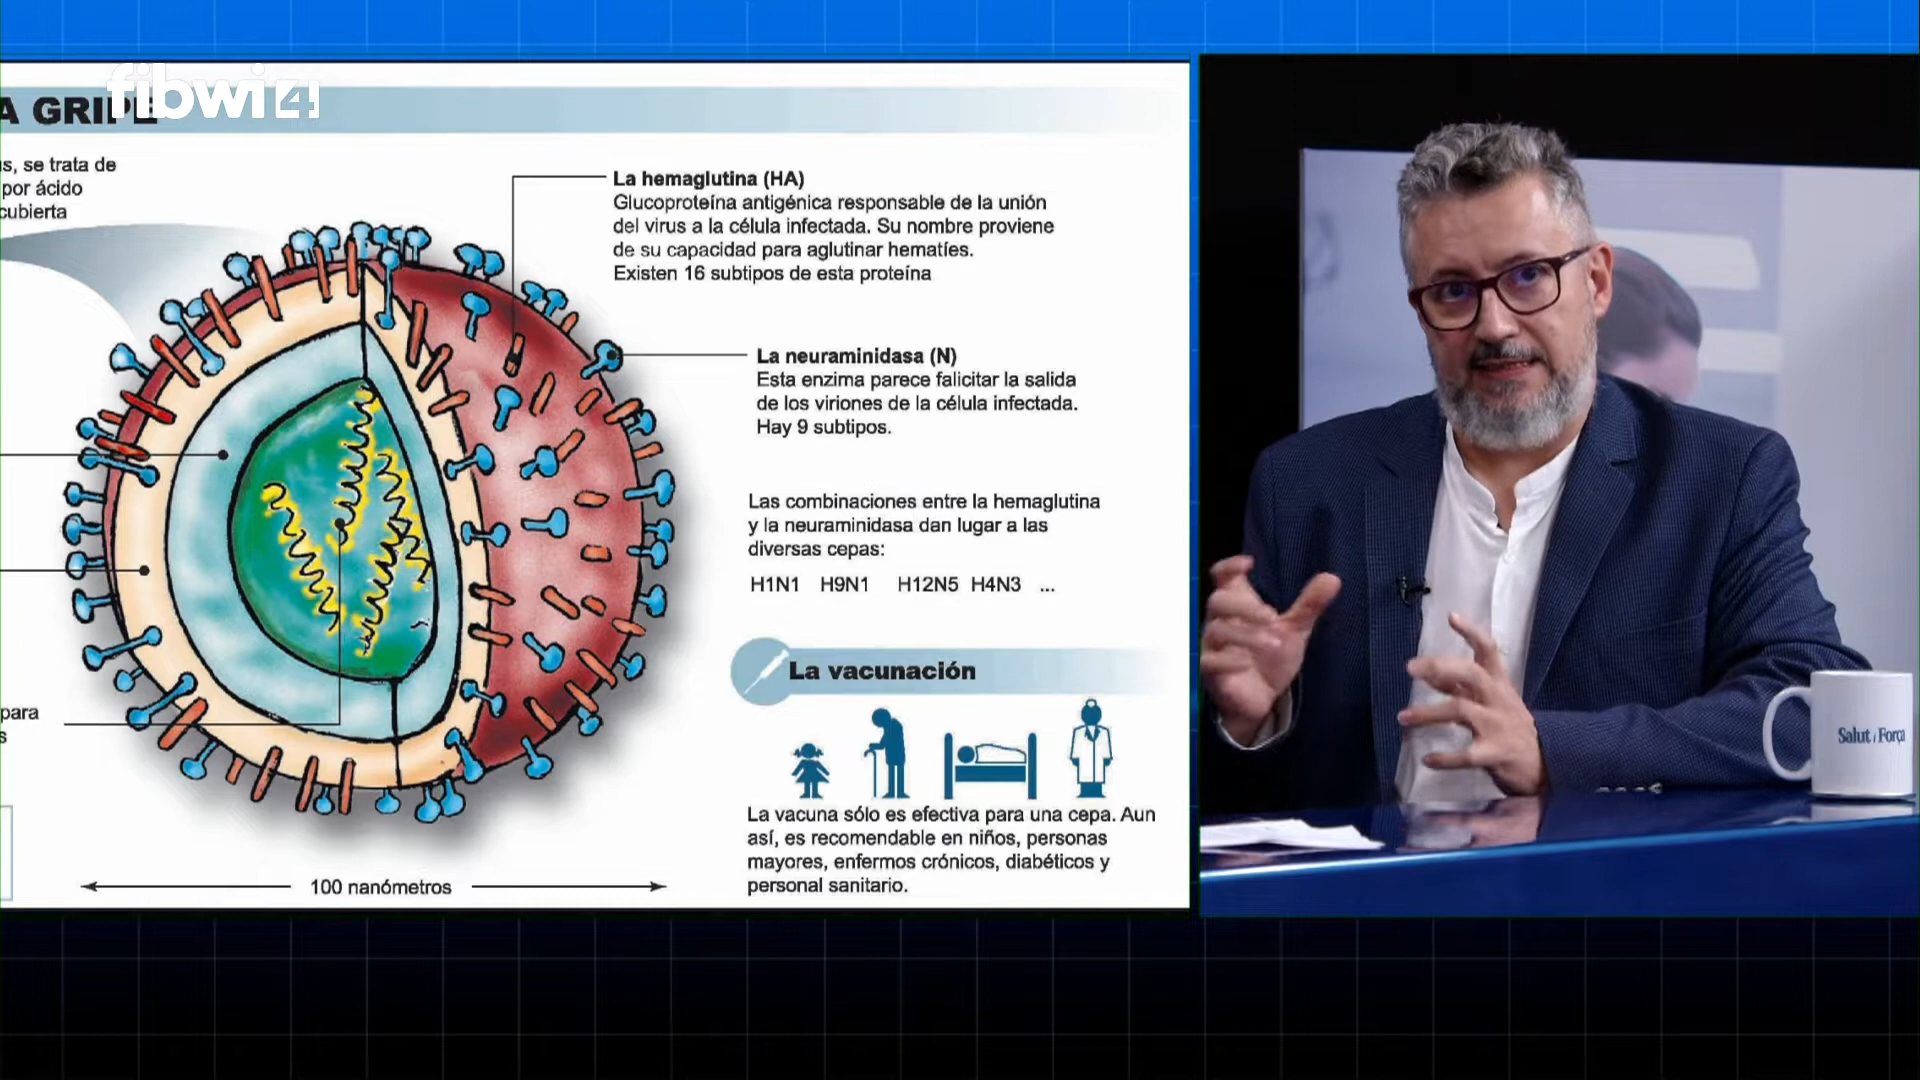 fibwi4
A GRIPE
s, se trata de
por ácido
cubierta
La hemaglutina (HA)
Glucoproteína antigénica responsable de la unión
del virus a la célula infectada. Su nombre proviene
de su capacidad para aglutinar hematíes.
Existen 16 subtipos de esta proteína
La neuraminidasa (N)
Esta enzima parece falicitar la salida
de los viriones de la célula infectada.
Hay 9 subtipos.
Las combinaciones entre la hemaglutina
y la neuraminidasa dan lugar a las
diversas cepas:
H1N1 H9N1 H12N5 H4N3 ...
para
s
La vacunación
La vacuna sólo es efectiva para una cepa. Aun
así, es recomendable en niños, personas
mayores, enfermos crónicos, diabéticos y
personal sanitario.
100 nanómetros
Salut i Força